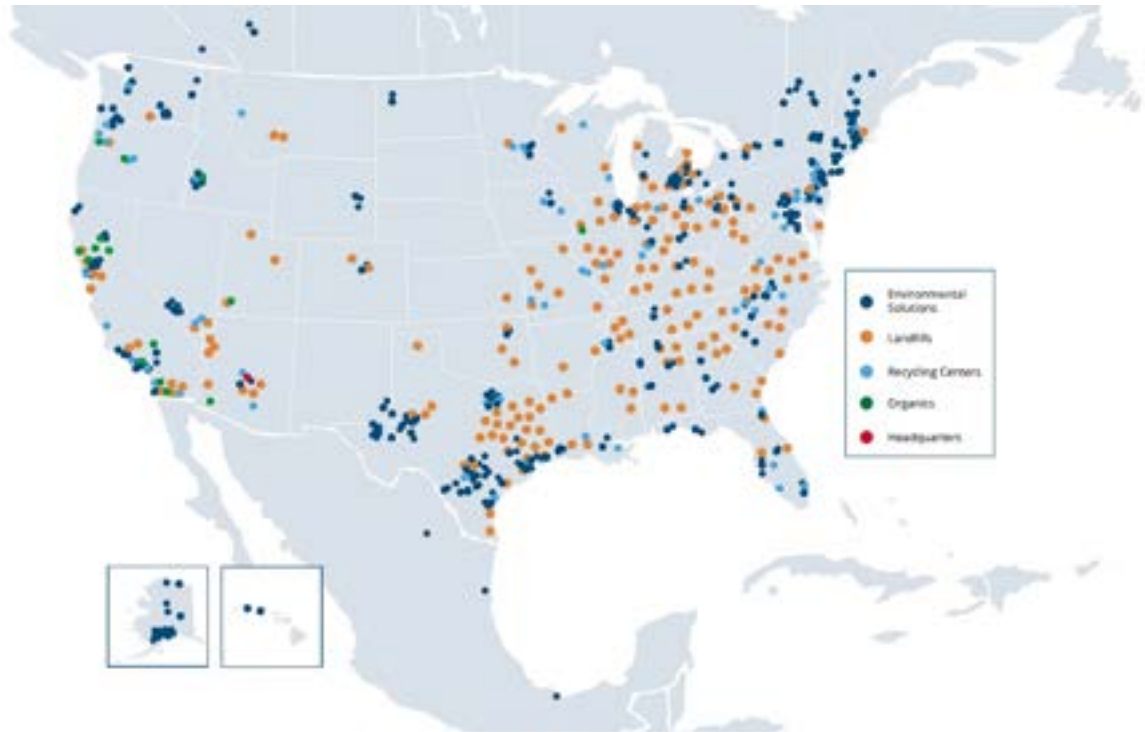 Environmental
Solutions
Landfills
Recycling Centers
Organics
Headquarters